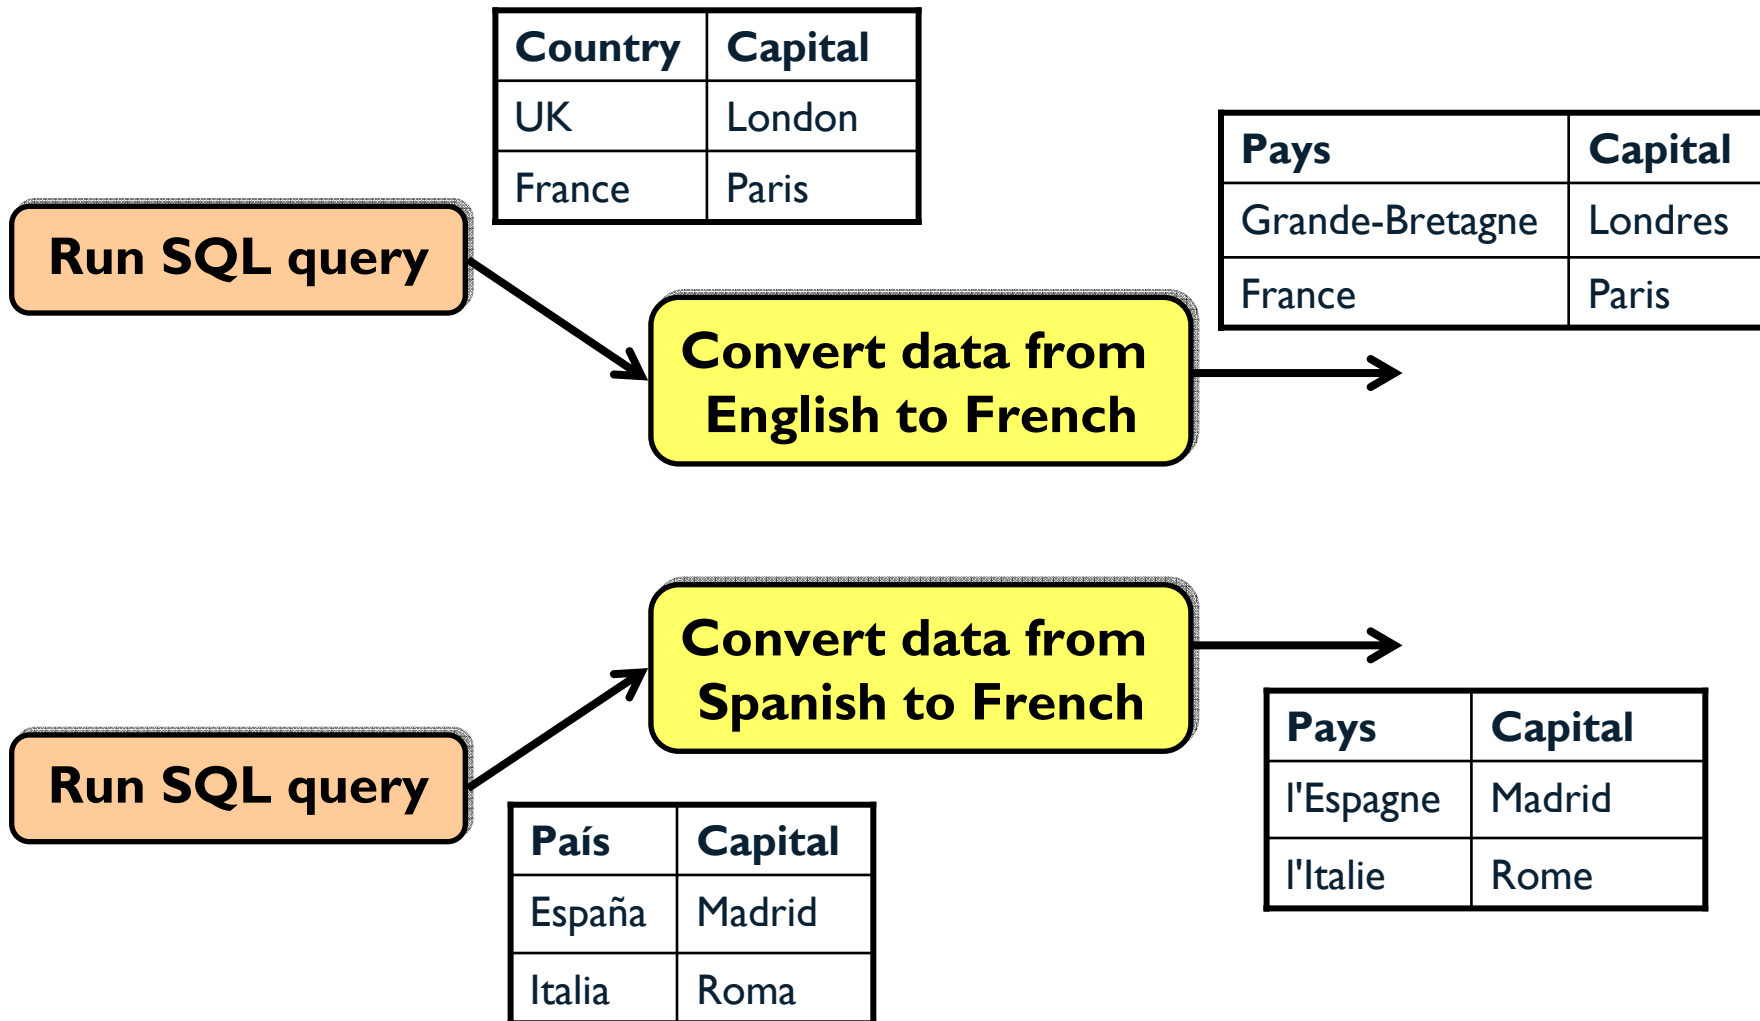 Country Capital
UK London
France Paris
Run SQL query
Pays Capital
Grande-Bretagne Londres
France Paris
Convert data from
English to French
Convert data from
Spanish to French
Run SQL query
País Capital
España Madrid
Italia Roma
Pays Capital
l'Espagne Madrid
l'Italie Rome